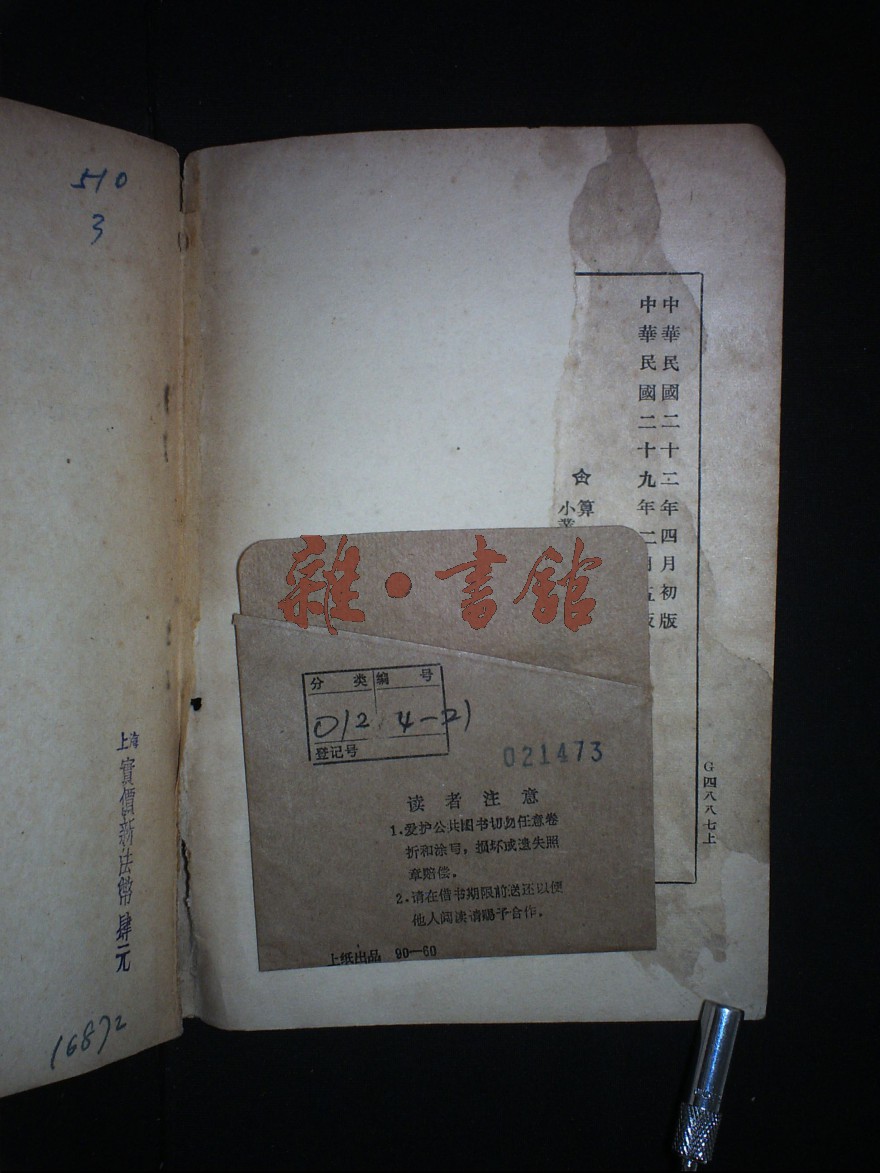 510
3
上海
實價新法幣肆元
中華民國二十二年四月初版
中華民國二十九年二月五版
算
小叢
G四八八七上
雜·書館
分类编号
012.4-21
登记号
021473
读者注意
1.爱护公共图书切勿任意卷
折和涂写,损坏或遗失照
章赔偿。
2.请在借书期限前送还以便
他人阅读请赐予合作。
上纸出品 90—60